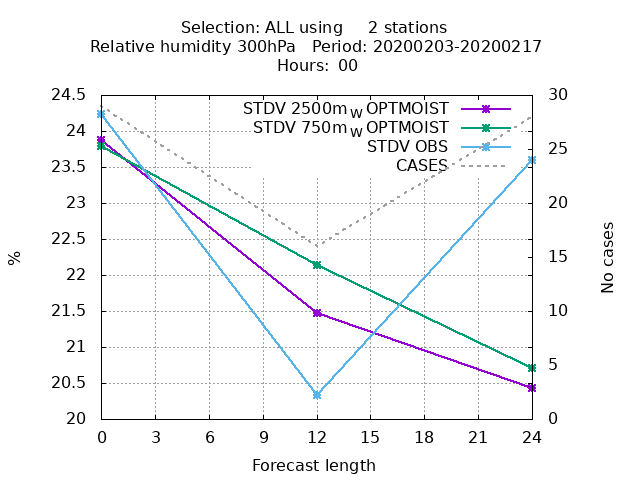 Selection: ALL using 2 stations
Relative humidity 300hPa Period: 20200203-20200217
Hours: 00
24.5
24
23.5
23
22.5
22
21.5
21
20.5
20
%
STDV 2500m_W OPTMOIST
STDV 750m_W OPTMOIST
STDV OBS
CASES
30
25
20
15
10
5
0
No cases
0 3 6 9 12 15 18 21 24
Forecast length